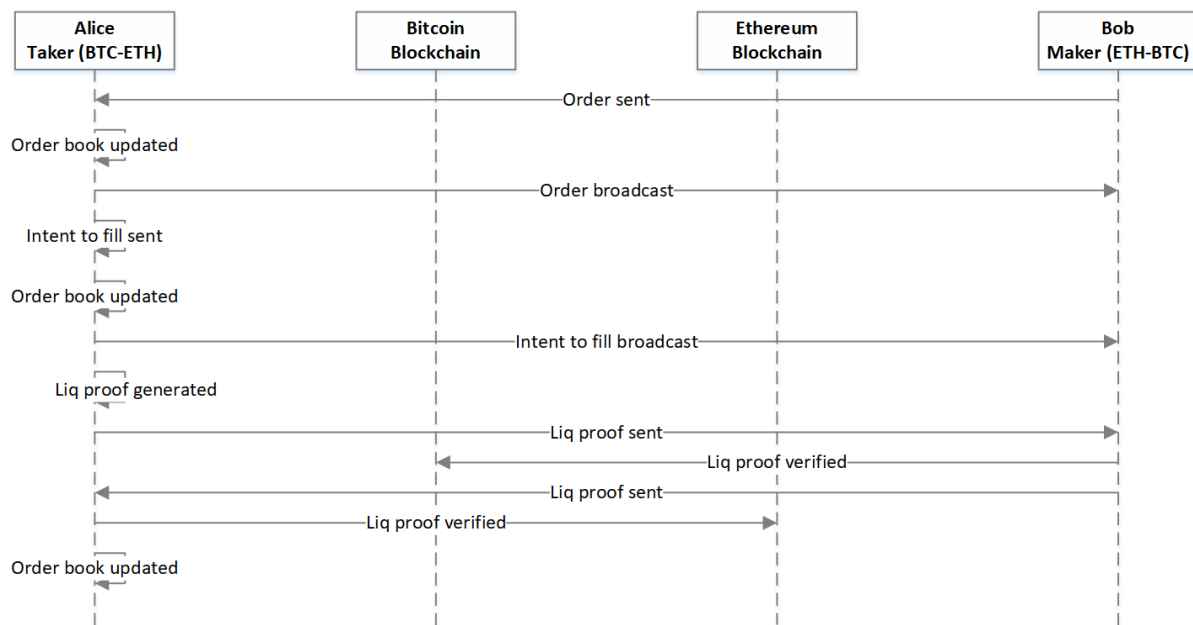 Alice
Taker (BTC-ETH)
Bitcoin
Blockchain
Ethereum
Blockchain
Bob
Maker (ETH-BTC)
Order sent
Order book updated
Order broadcast
Intent to fill sent
Order book updated
Intent to fill broadcast
Liq proof generated
Liq proof sent
Liq proof verified
Liq proof sent
Liq proof verified
Order book updated